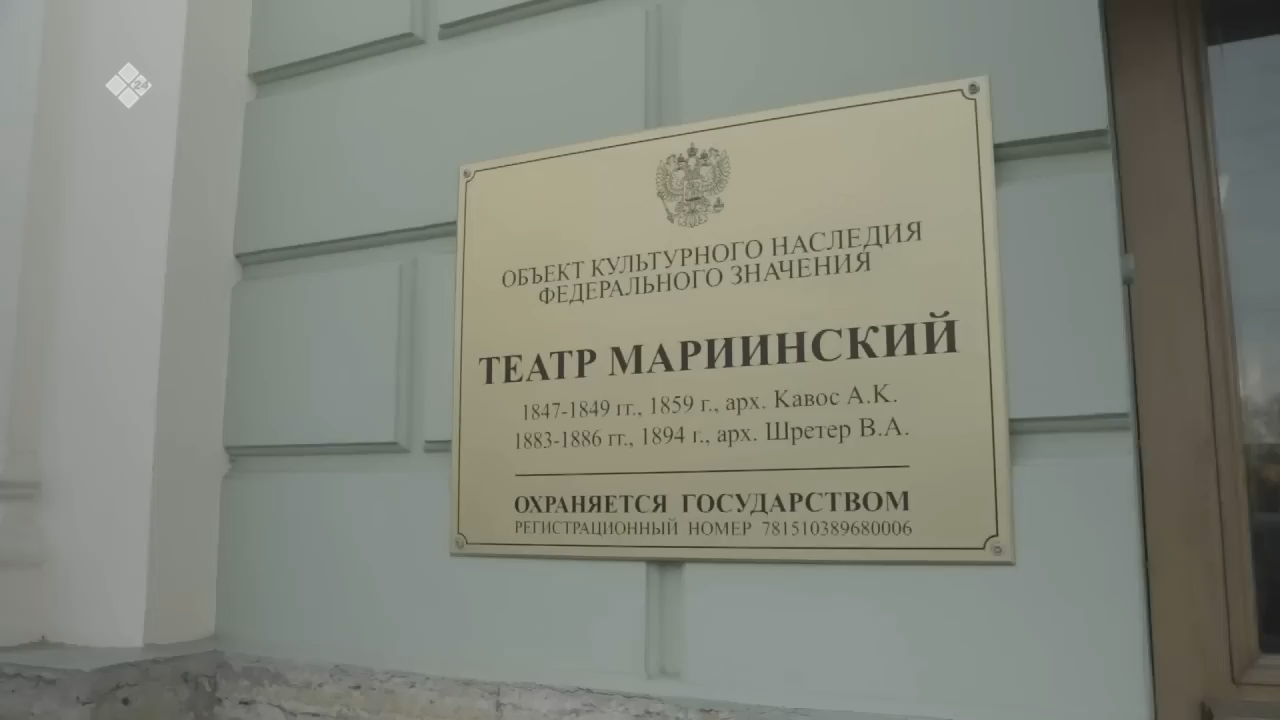 24
ОБЪЕКТ КУЛЬТУРНОГО НАСЛЕДИЯ
ФЕДЕРАЛЬНОГО ЗНАЧЕНИЯ
ТЕАТР МАРИИНСКИЙ
1847-1849 гг., 1859 г., арх. Кавос А.К.
1883-1886 гг., 1894 г., арх. Шретер В.А.
ОХРАНЯЕТСЯ ГОСУДАРСТВОМ
РЕГИСТРАЦИОННЫЙ НОМЕР 781510389680006